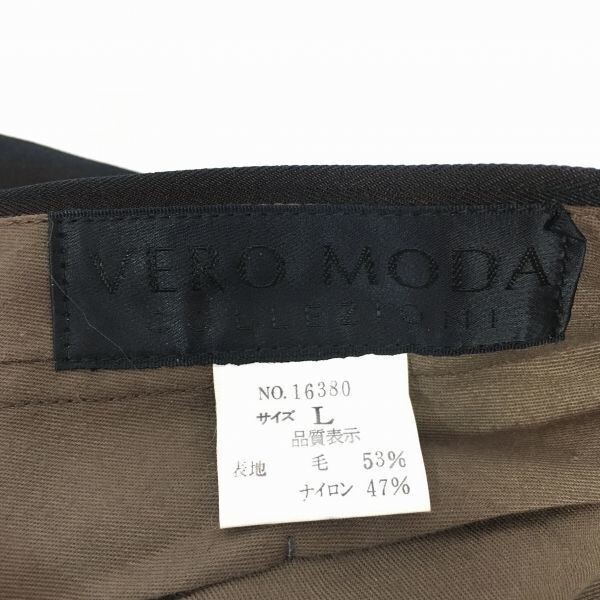 VERO MODA
COLLEZIONI
NO. 16380
サイズ L
品質表示
表地 毛 53%
ナイロン 47%